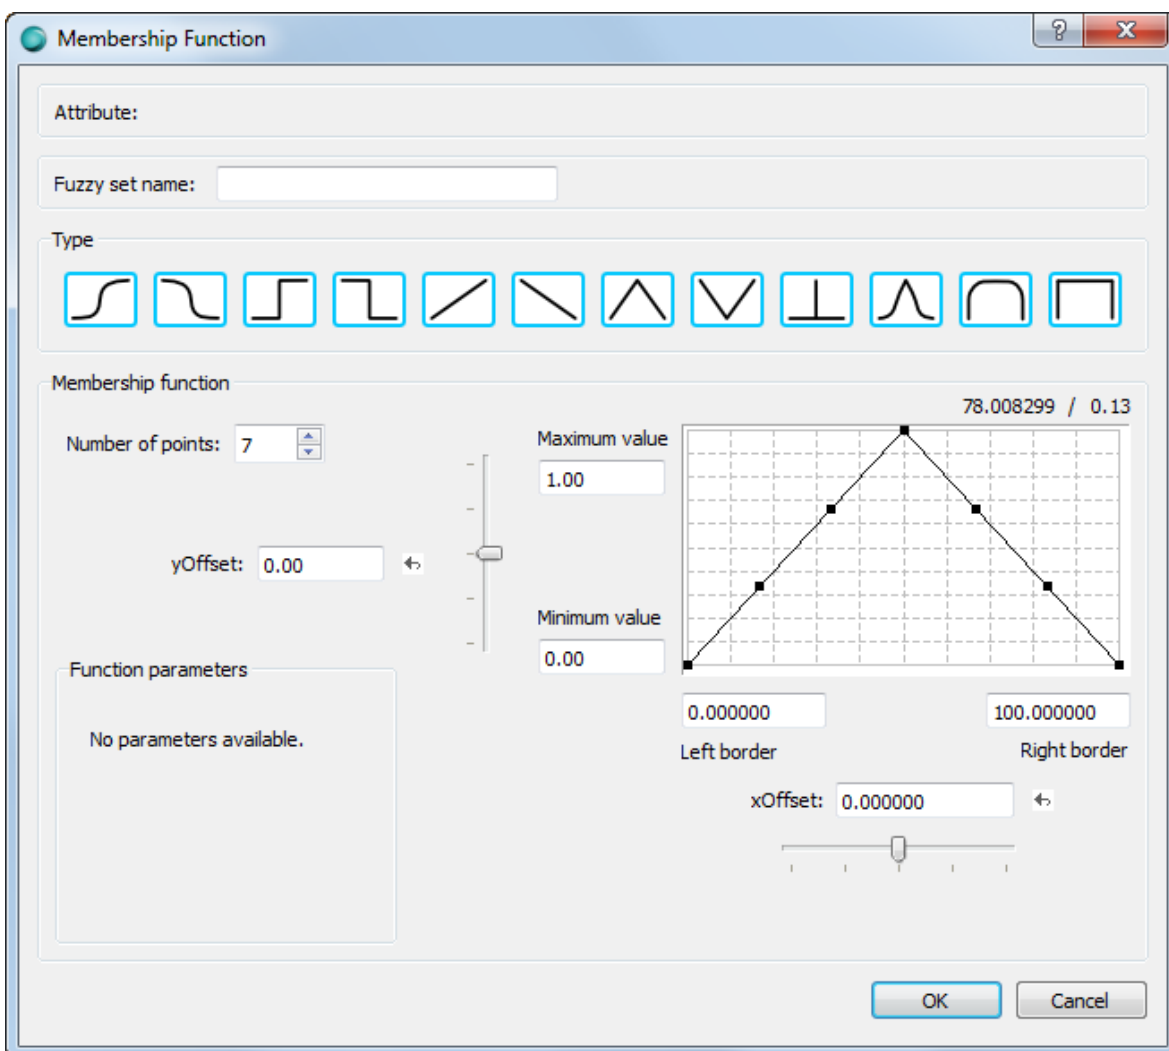 Membership Function
Attribute:
Fuzzy set name:
Type
Membership function
78.008299 / 0.13
Number of points: 7
Maximum value
1.00
yOffset: 0.00
Minimum value
0.00
Function parameters
No parameters available.
0.000000 100.000000
Left border Right border
xOffset: 0.000000
OK Cancel